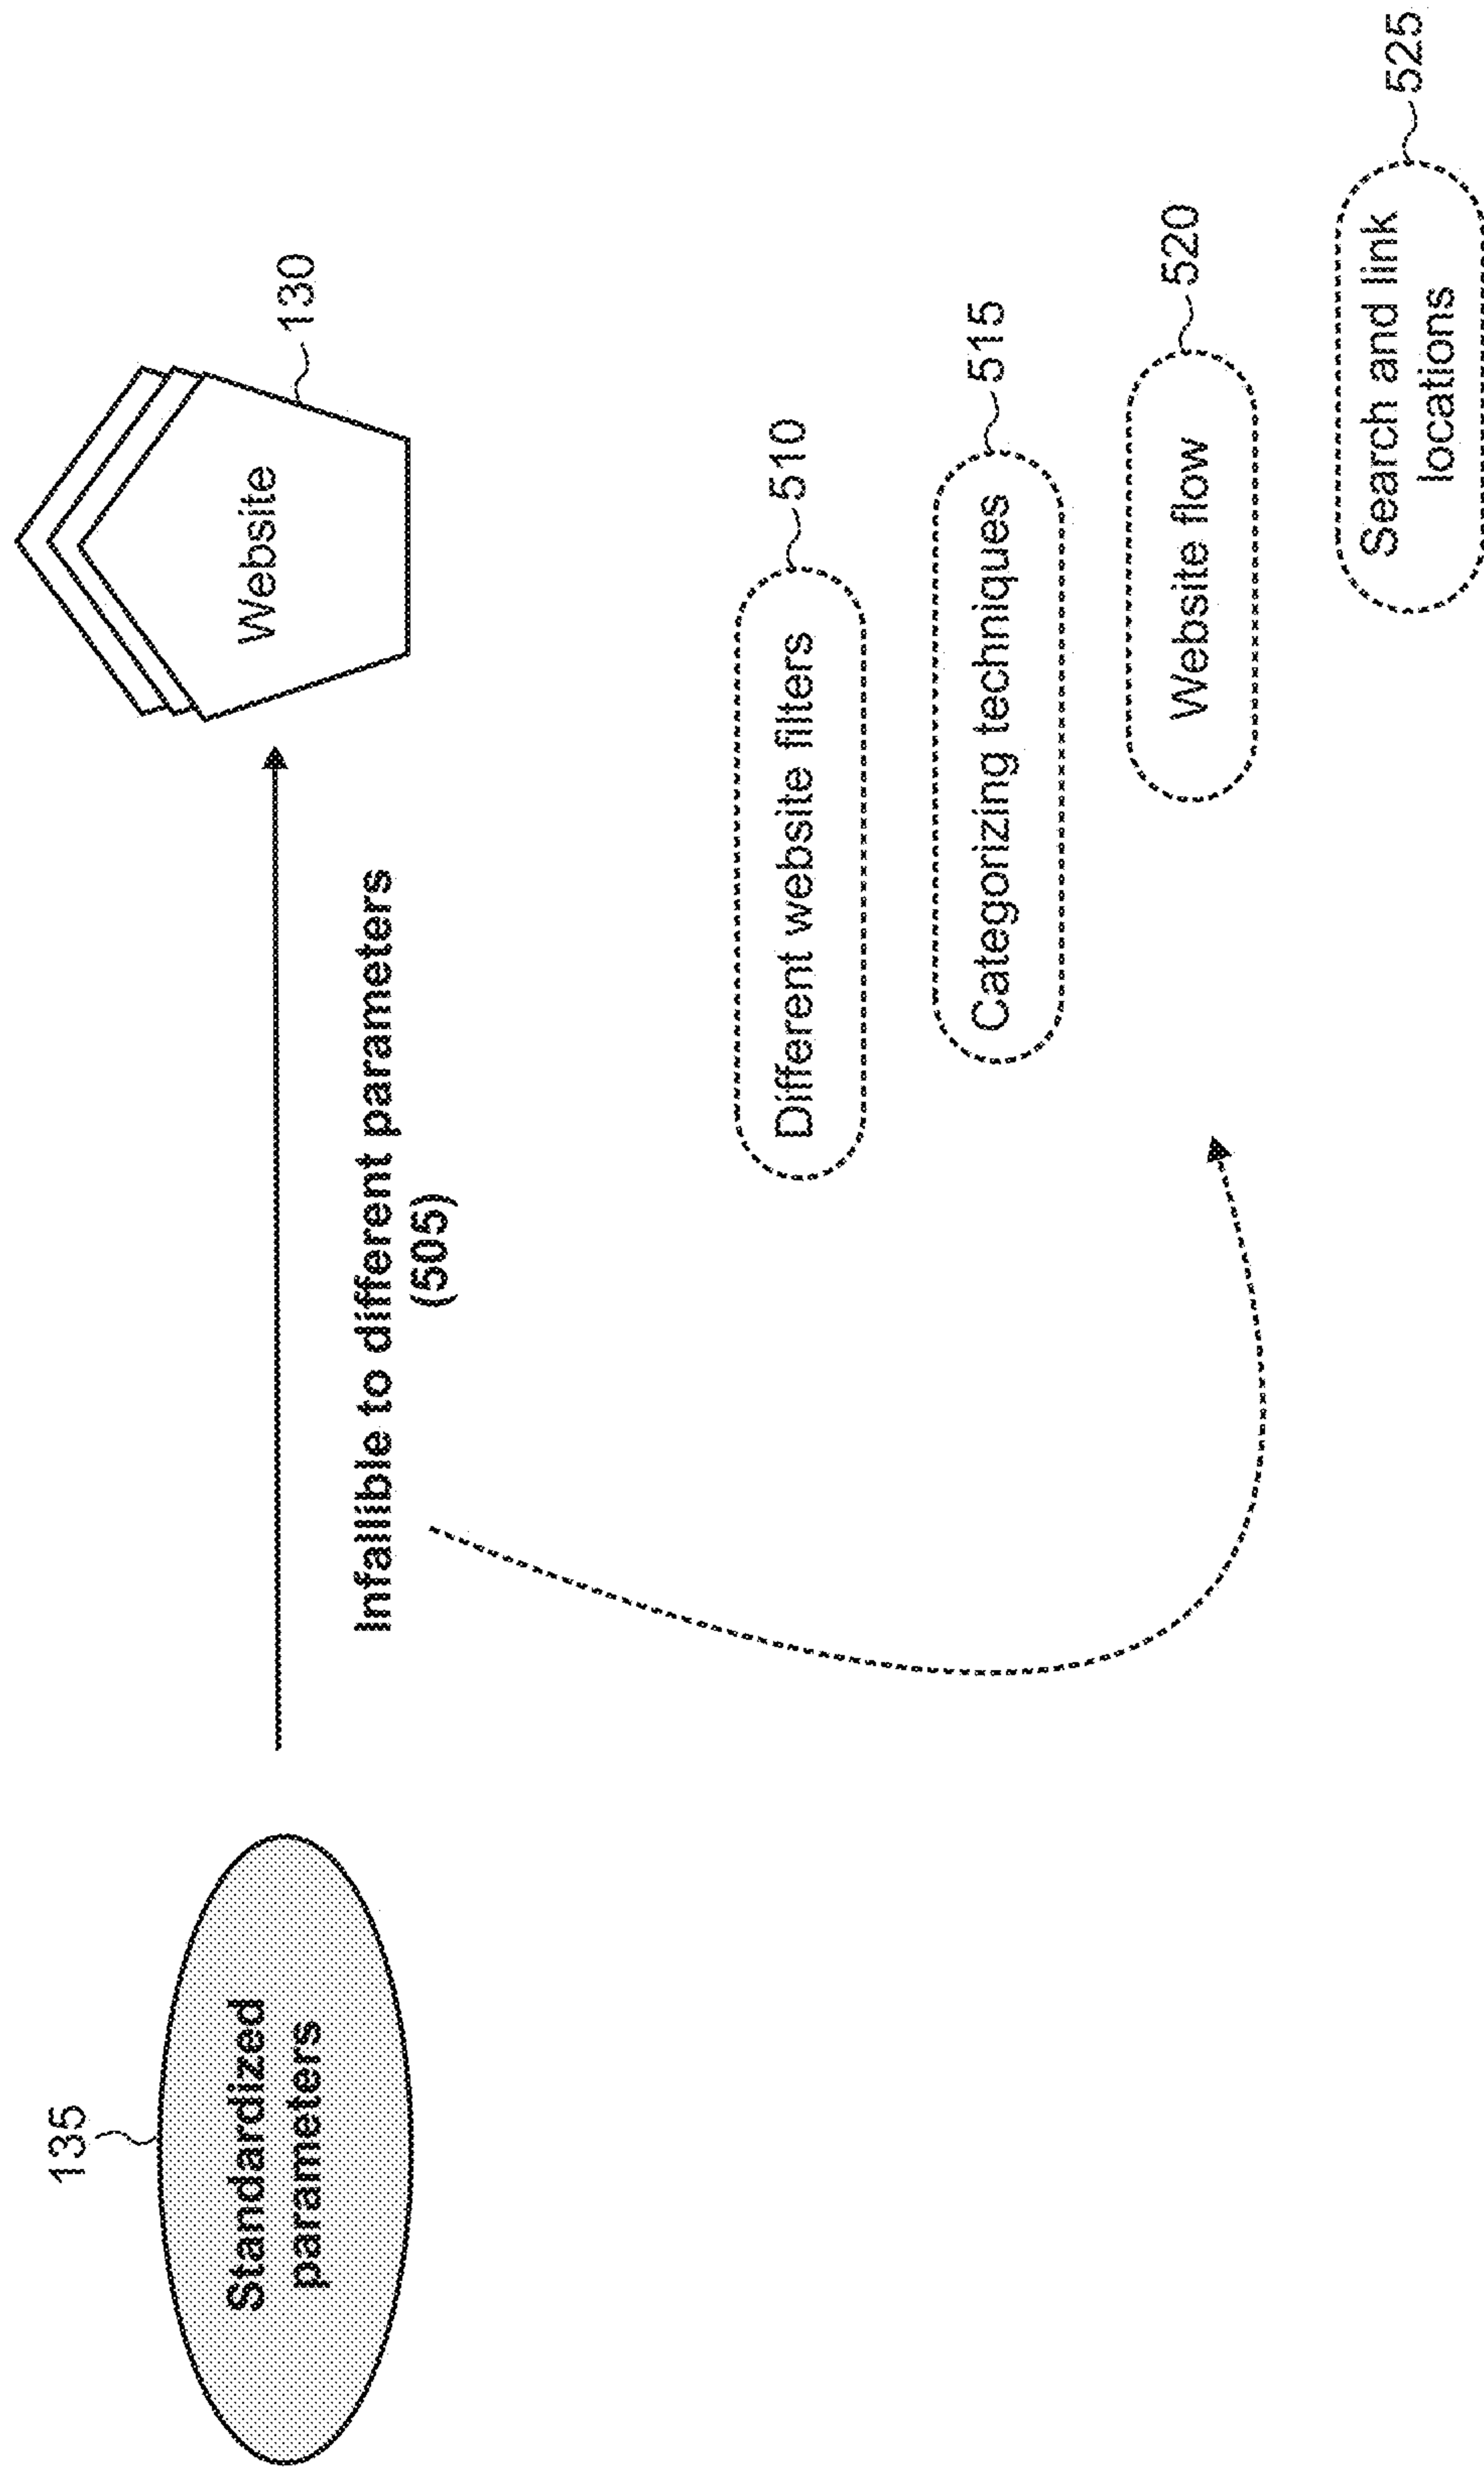 135
Standardized
parameters
Infallible to different parameters
(505)
Website
130
Different website filters
510
Categorizing techniques
515
Website flow
520
Search and link
locations
525